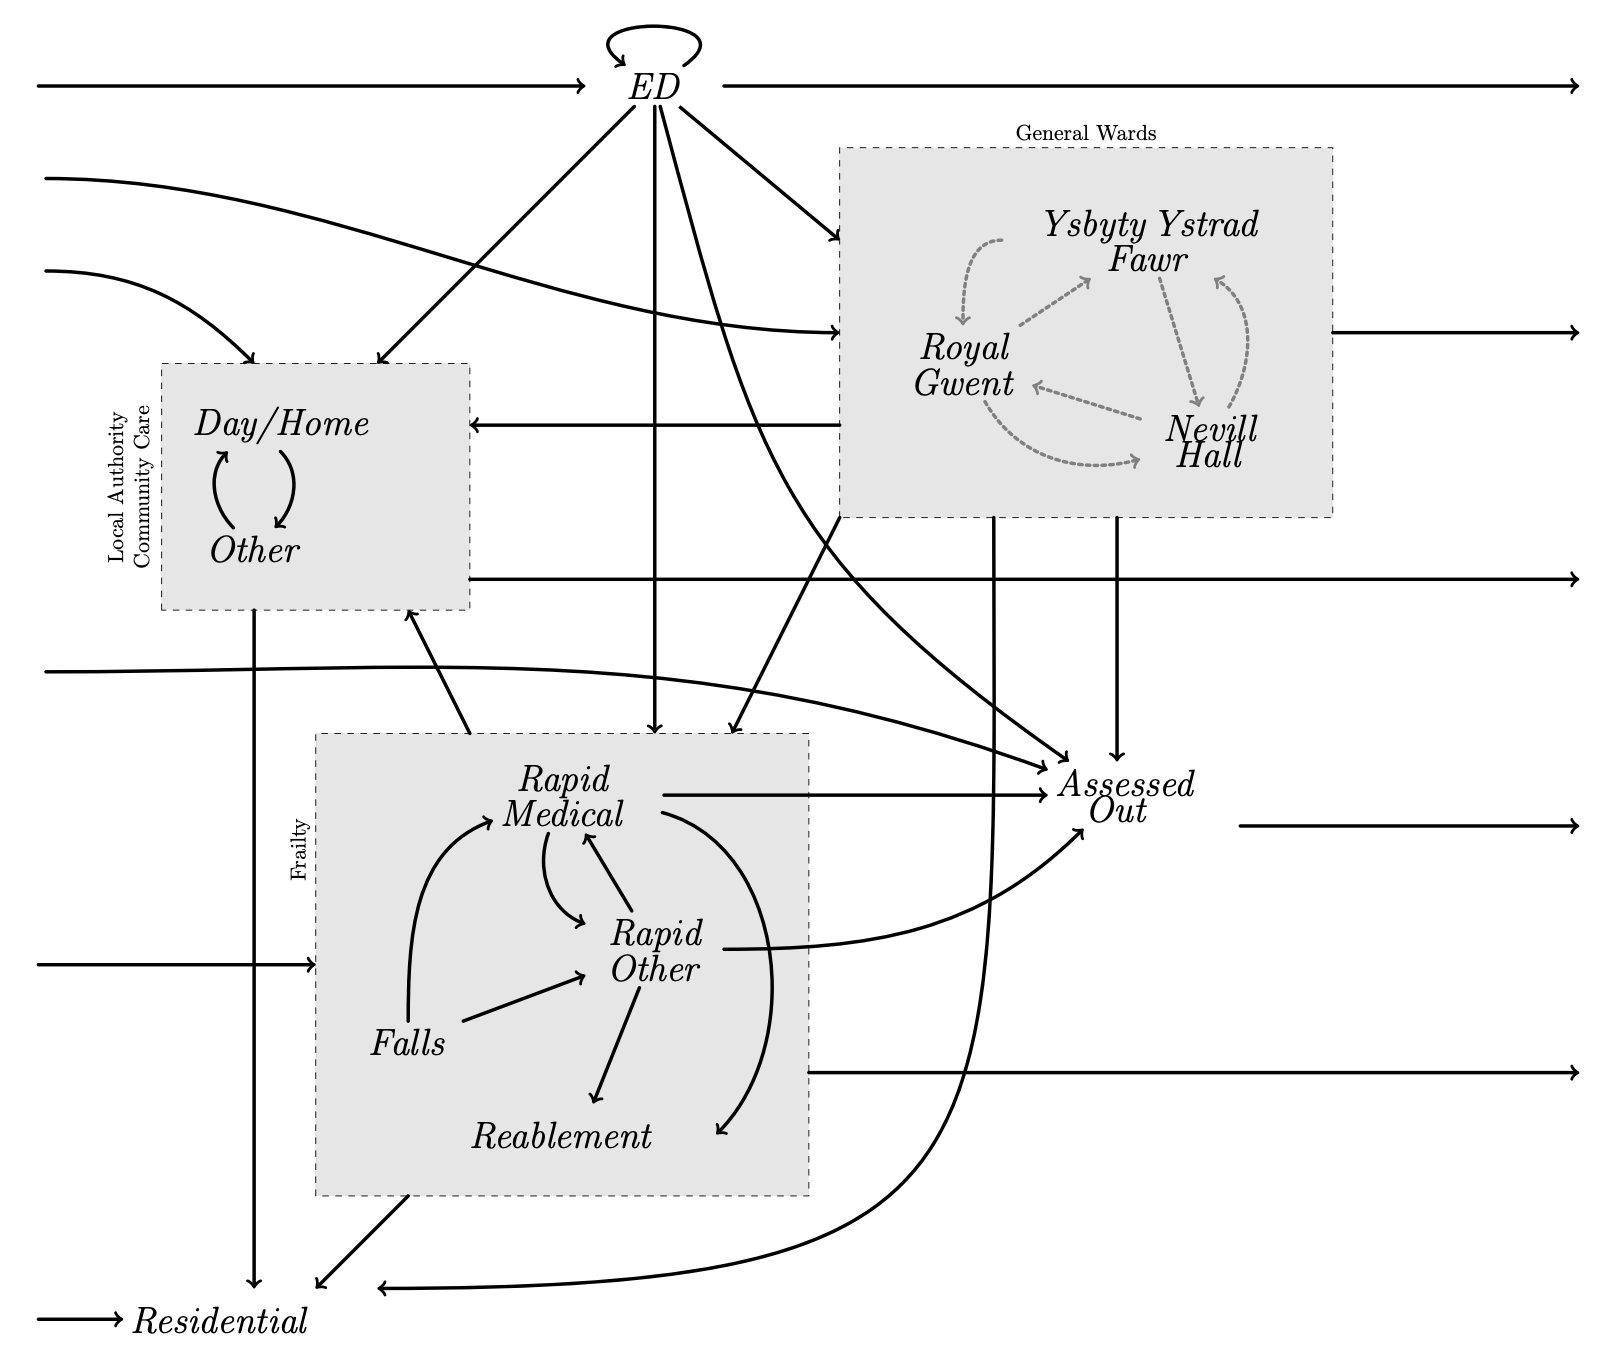 ED
General Wards
Ysbyty Ystrad
Fawr
Royal
Gwent
Nevill
Hall
Local Authority
Community Care
Day/Home
Other
Rapid
Medical
Assessed
Out
Frailty
Rapid
Other
Falls
Reablement
Residential